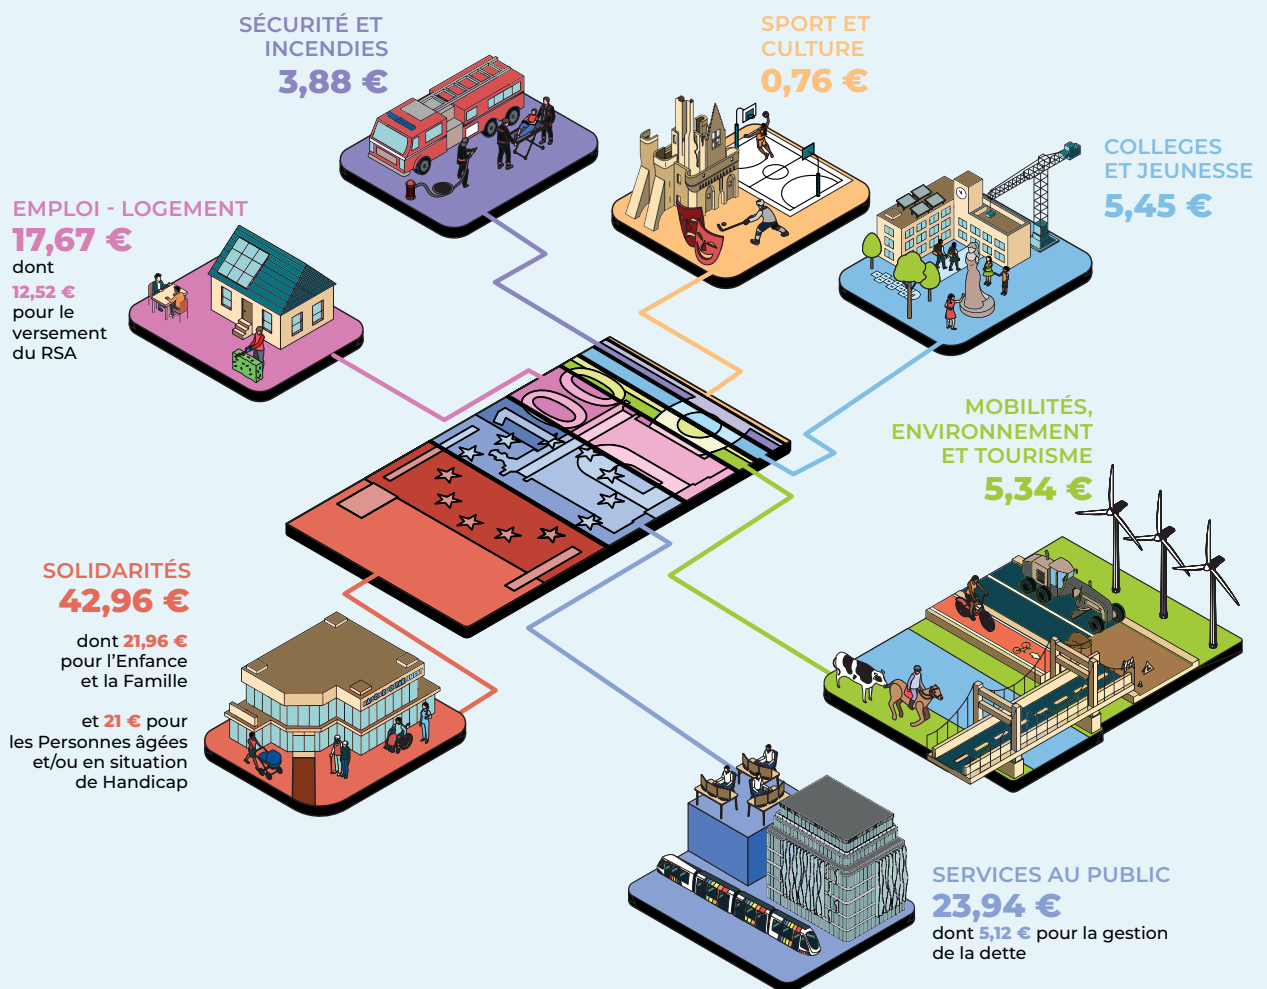 SÉCURITÉ ET
INCENDIES
3,88 €
SPORT ET
CULTURE
0,76 €
COLLEGES
ET JEUNESSE
5,45 €
EMPLOI - LOGEMENT
17,67 €
dont
12,52 €
pour le
versement
du RSA
MOBILITÉS,
ENVIRONNEMENT
ET TOURISME
5,34 €
SOLIDARITÉS
42,96 €
dont 21,96 €
pour l'Enfance
et la Famille
et 21 € pour
les Personnes âgées
et/ou en situation
de Handicap
SERVICES AU PUBLIC
23,94 €
dont 5,12 € pour la gestion
de la dette